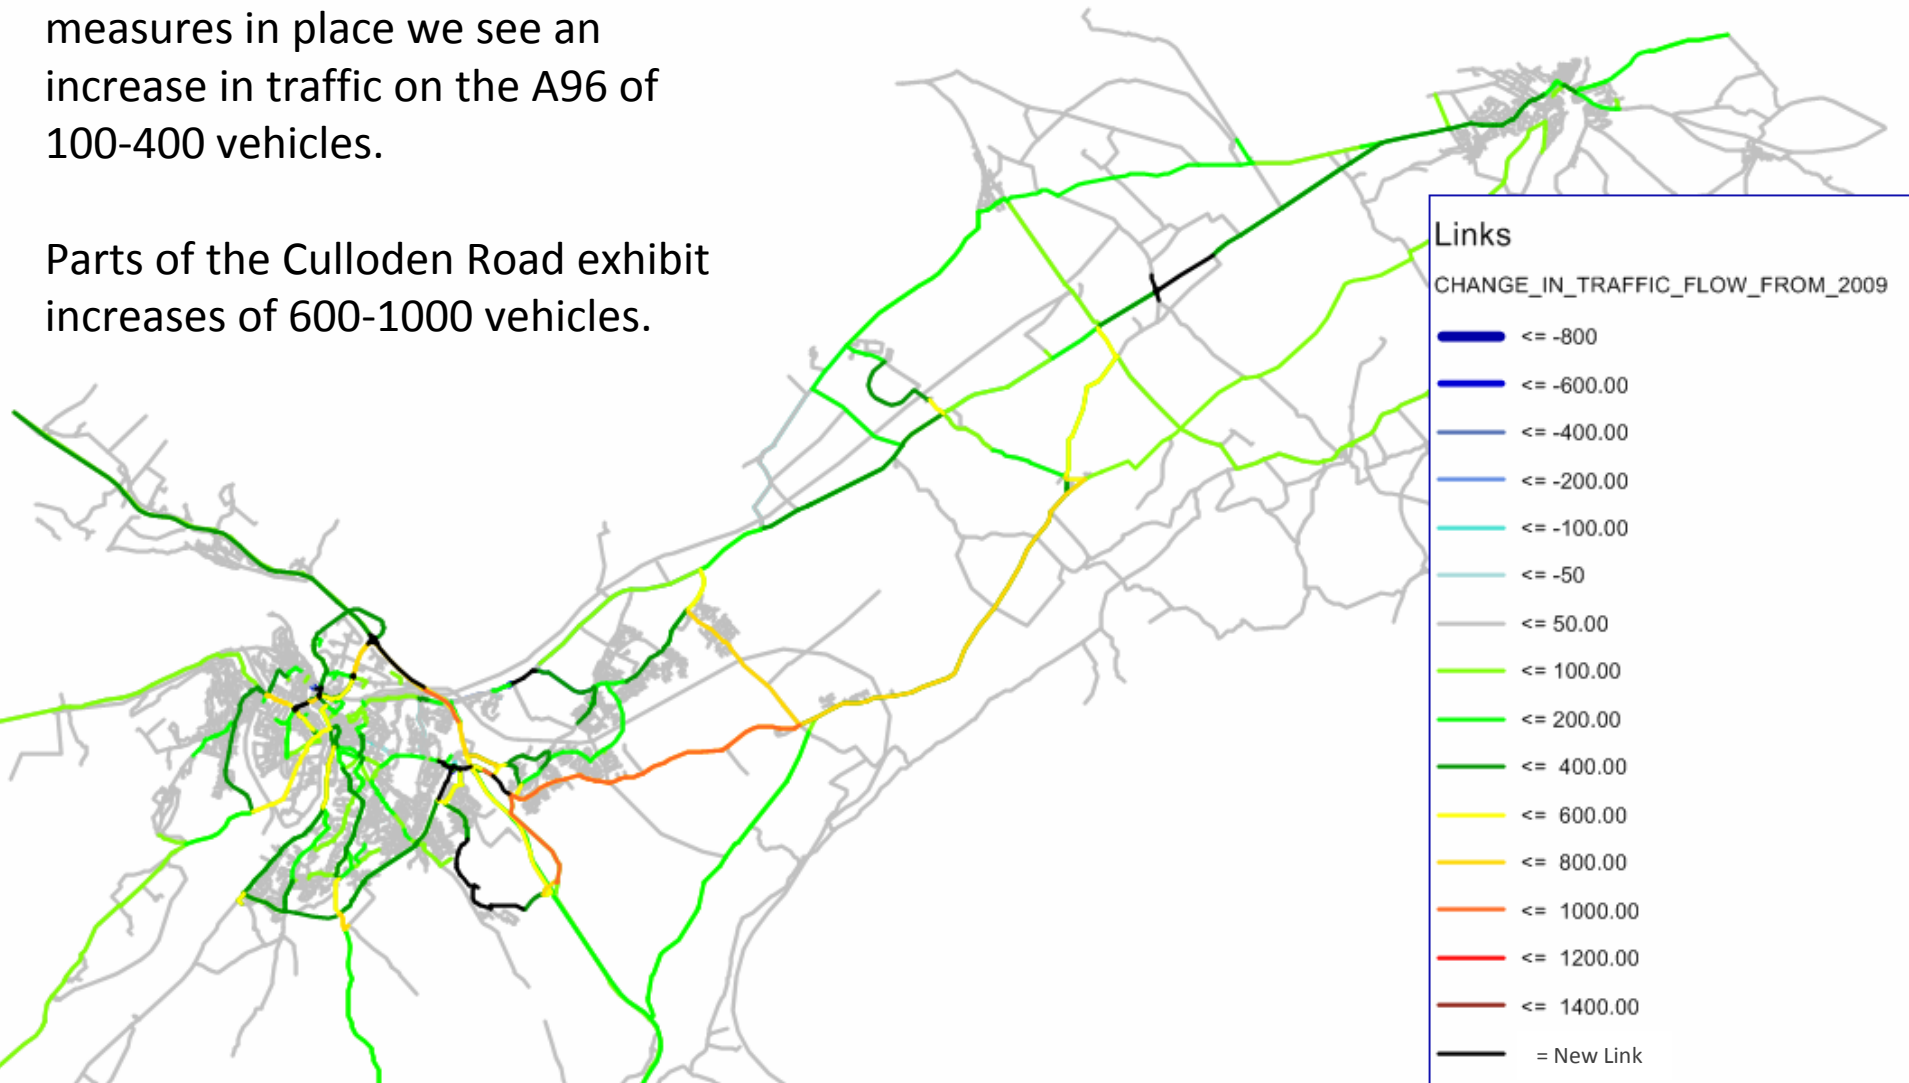 measures in place we see an
increase in traffic on the A96 of
100-400 vehicles.
Parts of the Culloden Road exhibit
increases of 600-1000 vehicles.
Links
CHANGE_IN_TRAFFIC_FLOW_FROM_2009
<= -800
<= -600.00
<= -400.00
<= -200.00
<= -100.00
<= -50
<= 50.00
<= 100.00
<= 200.00
<= 400.00
<= 600.00
<= 800.00
<= 1000.00
<= 1200.00
<= 1400.00
= New Link